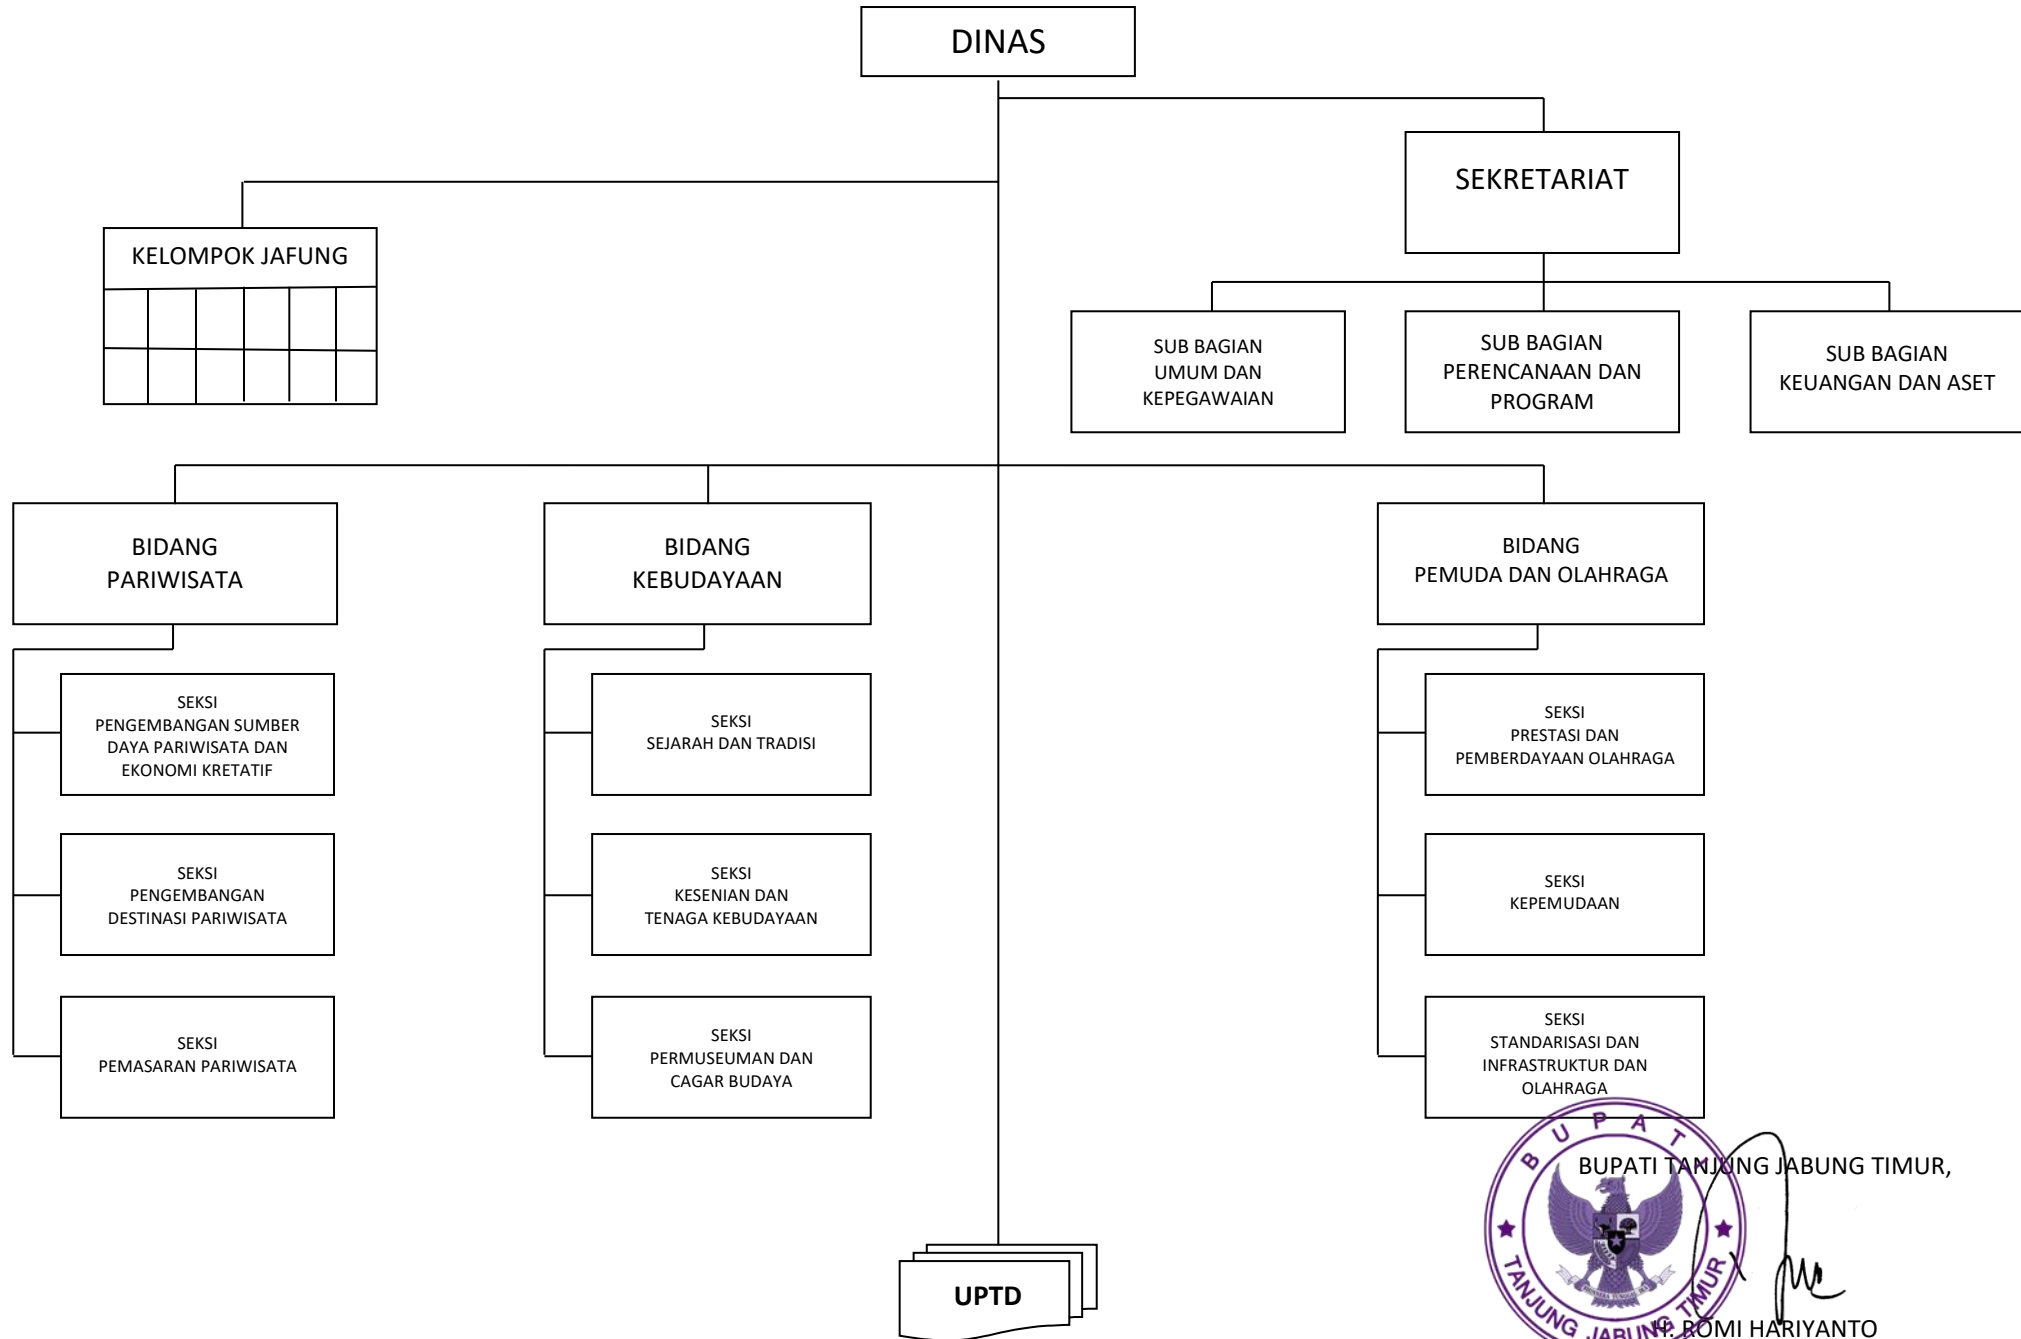 DINAS
SEKRETARIAT
KELOMPOK JAFUNG
SUB BAGIAN
UMUM DAN
KEPEGAWAIAN
SUB BAGIAN
PERENCANAAN DAN
PROGRAM
SUB BAGIAN
KEUANGAN DAN ASET
BIDANG
PARIWISATA
BIDANG
KEBUDAYAAN
BIDANG
PEMUDA DAN OLAHRAGA
SEKSI
PENGEMBANGAN SUMBER
DAYA PARIWISATA DAN
EKONOMI KRETATIF
SEKSI
SEJARAH DAN TRADISI
SEKSI
PRESTASI DAN
PEMBERDAYAAN OLAHRAGA
SEKSI
PENGEMBANGAN
DESTINASI PARIWISATA
SEKSI
KESENIAN DAN
TENAGA KEBUDAYAAN
SEKSI
KEPEMUDAAN
SEKSI
PEMASARAN PARIWISATA
SEKSI
PERMUSEUMAN DAN
CAGAR BUDAYA
SEKSI
STANDARISASI DAN
INFRASTRUKTUR DAN
OLAHRAGA
BUPATI TANJUNG JABUNG TIMUR,
BUPATI
TANJUNG JABUNG TIMUR
UPTD
H. ROMI HARIYANTO